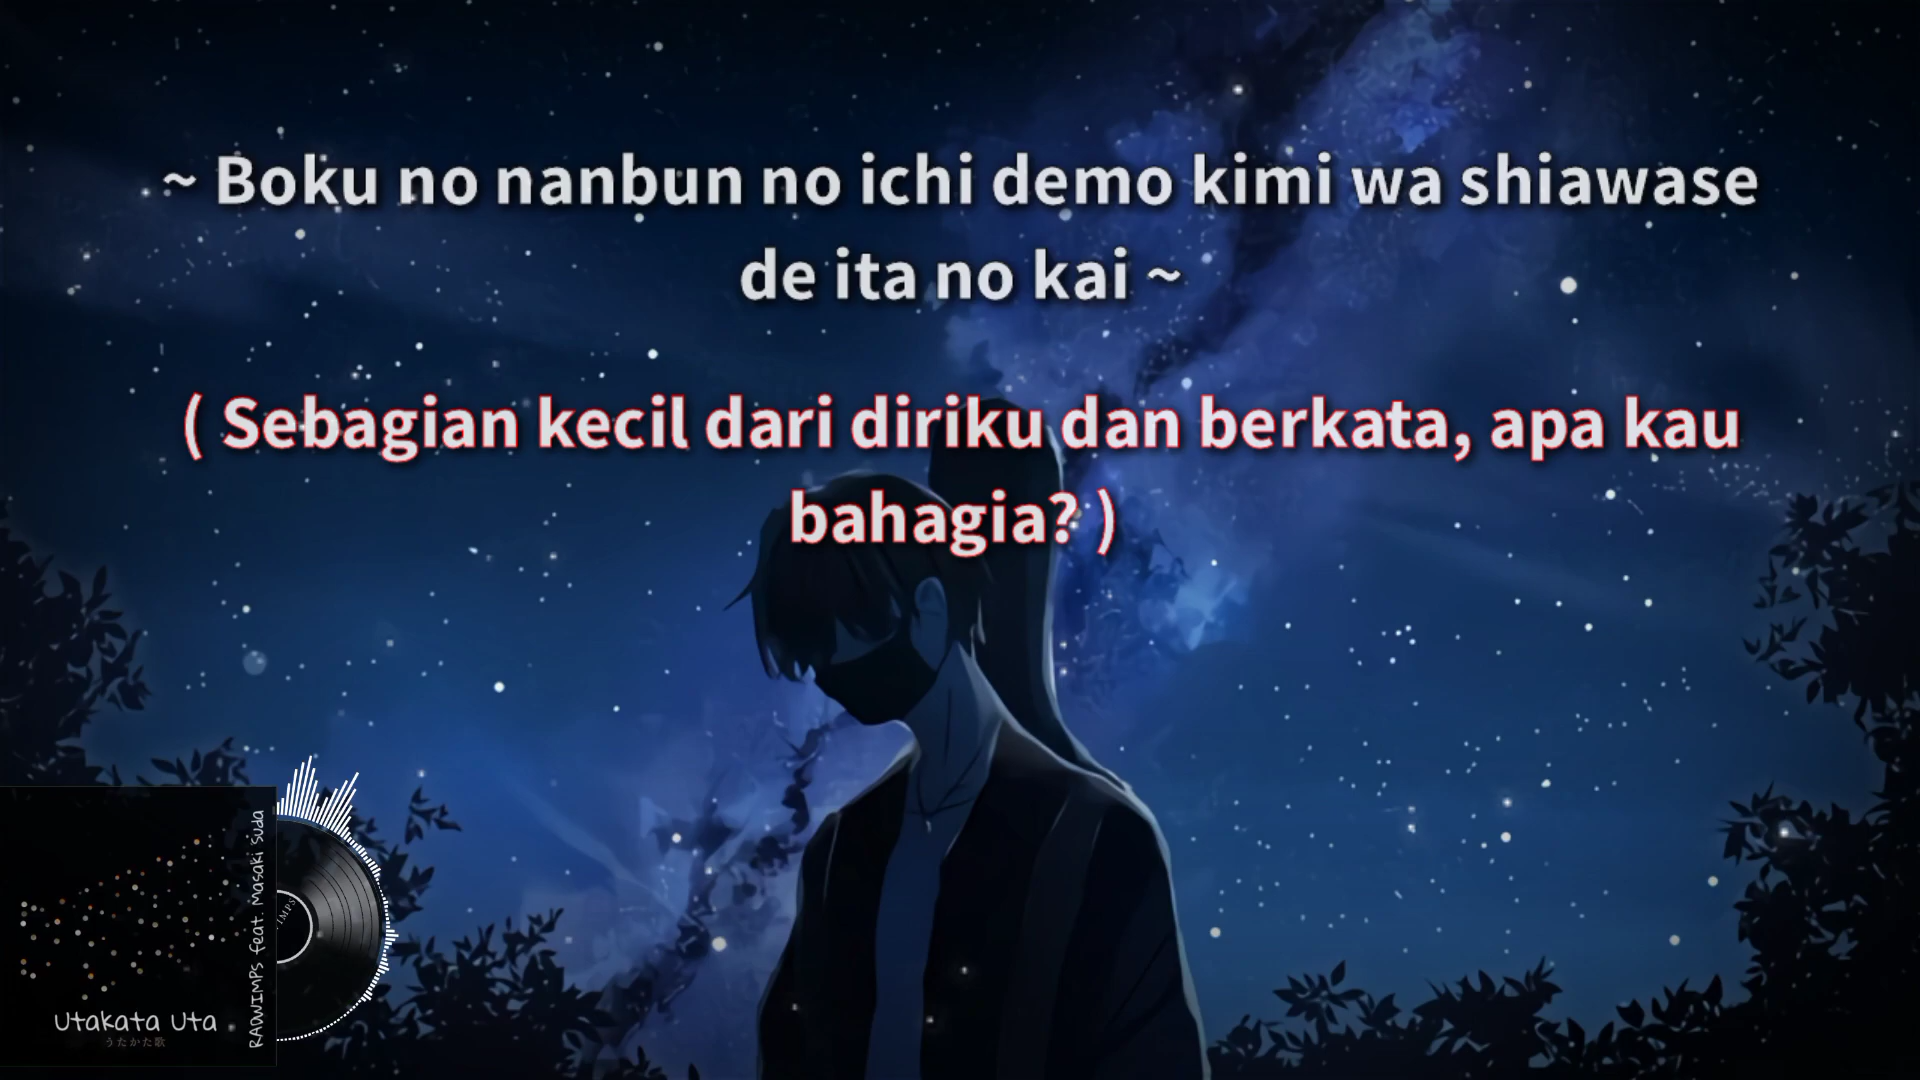 ~ Boku no nanbun no ichi demo kimi wa shiawase
de ita no kai ~
( Sebagian kecil dari diriku dan berkata, apa kau
bahagia? )
RADWIMPS feat. Masaki Suda
Utakata Uta
うたかた歌